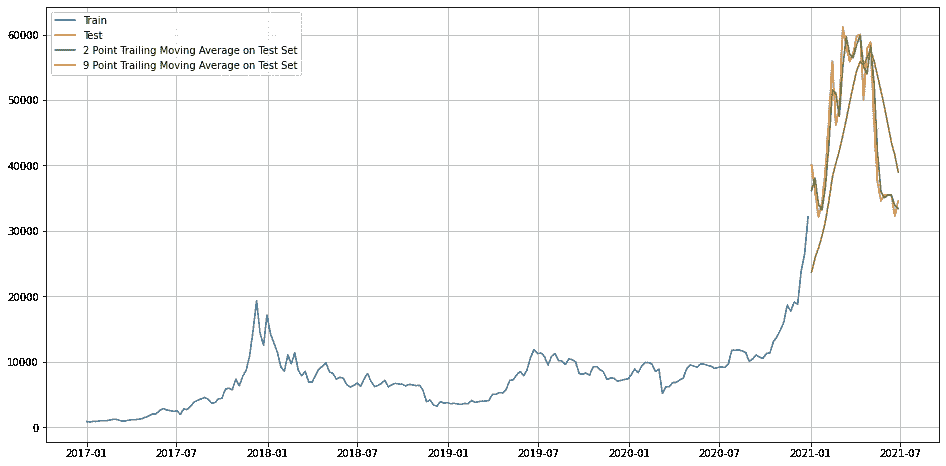 Train
Test
2 Point Trailing Moving Average on Test Set
9 Point Trailing Moving Average on Test Set
60000
50000
40000
30000
20000
10000
0
2017-01 2017-07 2018-01 2018-07 2019-01 2019-07 2020-01 2020-07 2021-01 2021-07